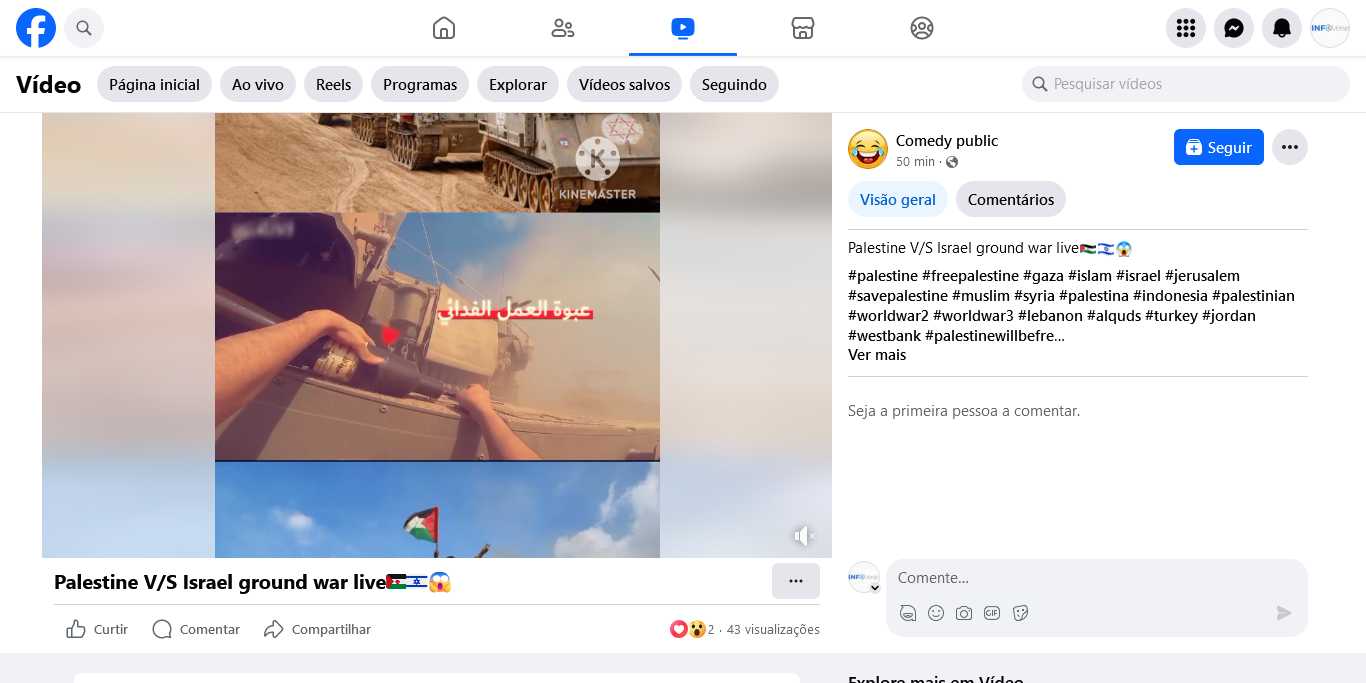 INFOVerse
Vídeo
Página inicial
Ao vivo
Reels
Programas
Explorar
Vídeos salvos
Seguindo
Pesquisar vídeos
K
KINEMASTER
عبوة العمل الفدائي
Comedy public
50 min ·
Seguir
Visão geral
Comentários
Palestine V/S Israel ground war live🇵🇸🇮🇱😱
#palestine #freepalestine #gaza #islam #israel #jerusalem
#savepalestine #muslim #syria #palestina #indonesia #palestinian
#worldwar2 #worldwar3 #lebanon #alquds #turkey #jordan
#westbank #palestinewillbefre...
Ver mais
Seja a primeira pessoa a comentar.
Palestine V/S Israel ground war live🇵🇸🇮🇱😱
Curtir
Comentar
Compartilhar
2 · 43 visualizações
INFOVerse
Comente...
GIF
Explore mais em Vídeo